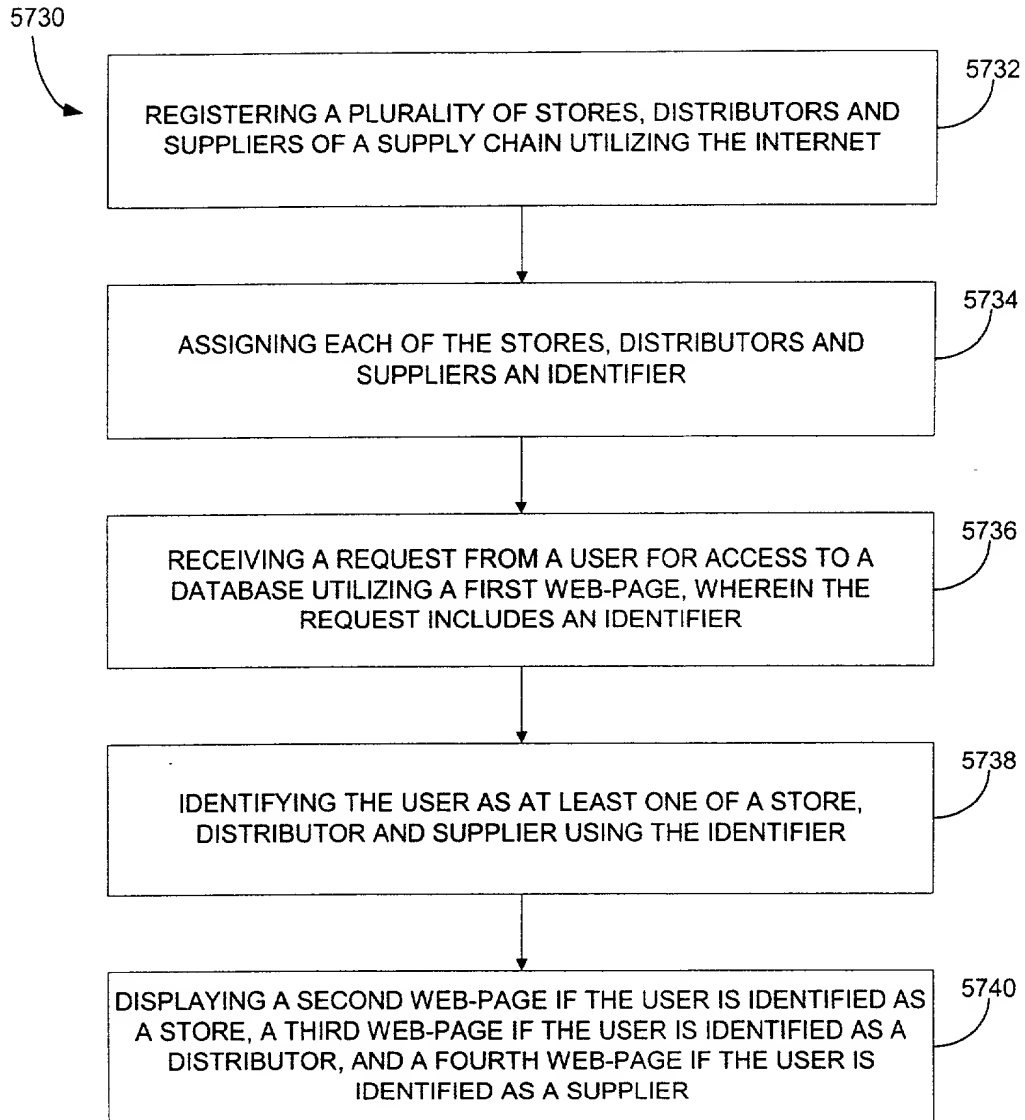 5730
5732
REGISTERING A PLURALITY OF STORES, DISTRIBUTORS AND
SUPPLIERS OF A SUPPLY CHAIN UTILIZING THE INTERNET
5734
ASSIGNING EACH OF THE STORES, DISTRIBUTORS AND
SUPPLIERS AN IDENTIFIER
5736
RECEIVING A REQUEST FROM A USER FOR ACCESS TO A
DATABASE UTILIZING A FIRST WEB-PAGE, WHEREIN THE
REQUEST INCLUDES AN IDENTIFIER
5738
IDENTIFYING THE USER AS AT LEAST ONE OF A STORE,
DISTRIBUTOR AND SUPPLIER USING THE IDENTIFIER
5740
DISPLAYING A SECOND WEB-PAGE IF THE USER IS IDENTIFIED AS
A STORE, A THIRD WEB-PAGE IF THE USER IS IDENTIFIED AS A
DISTRIBUTOR, AND A FOURTH WEB-PAGE IF THE USER IS
IDENTIFIED AS A SUPPLIER